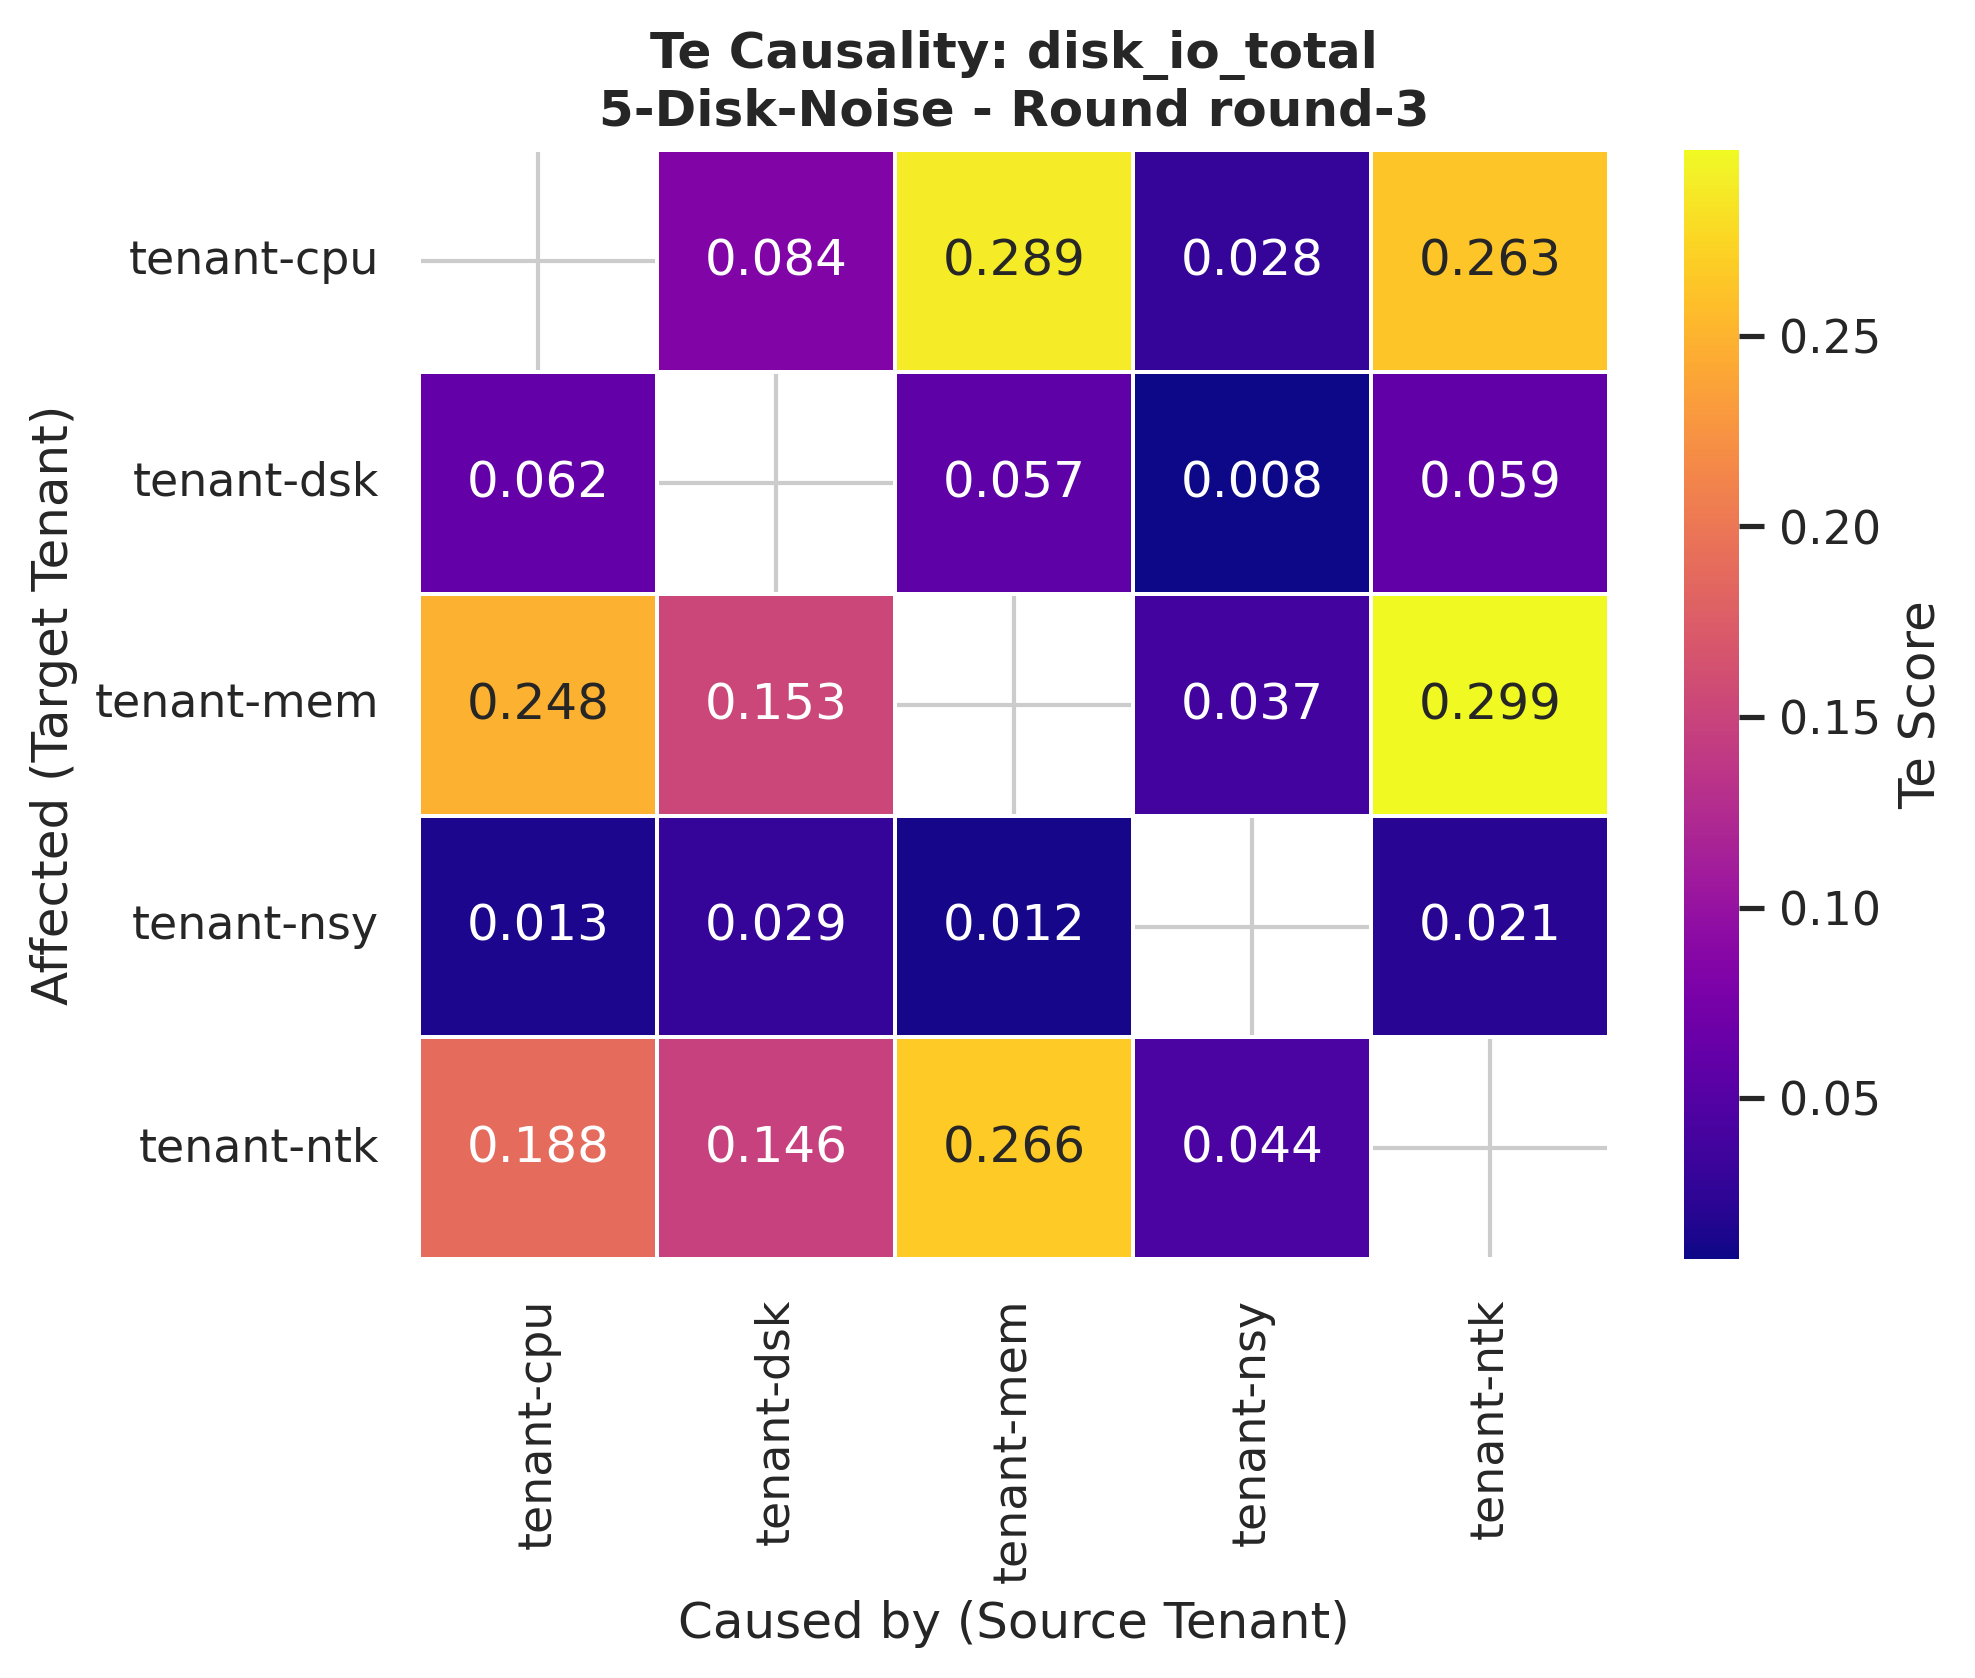 Te Causality: disk_io_total
5-Disk-Noise - Round round-3
Affected (Target Tenant)
tenant-cpu
0.084
0.289
0.028
0.263
tenant-dsk
0.062
0.057
0.008
0.059
tenant-mem
0.248
0.153
0.037
0.299
tenant-nsy
0.013
0.029
0.012
0.021
tenant-ntk
0.188
0.146
0.266
0.044
tenant-cpu
tenant-dsk
tenant-mem
tenant-nsy
tenant-ntk
Caused by (Source Tenant)
0.25
0.20
0.15
0.10
0.05
Te Score